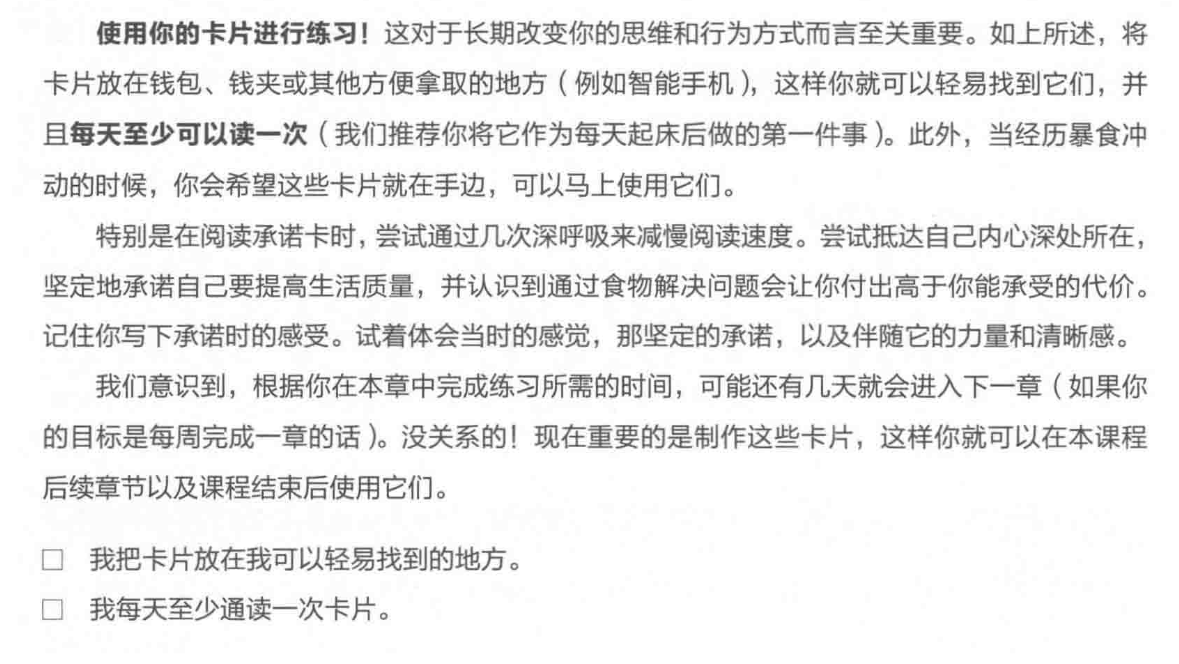 使用你的卡片进行练习！这对于长期改变你的思维和行为方式而言至关重要。如上所述，将
卡片放在钱包、钱夹或其他方便拿取的地方（例如智能手机），这样你就可以轻易找到它们，并
且每天至少可以读一次（我们推荐你将它作为每天起床后做的第一件事）。此外，当经历暴食冲
动的时候，你会希望这些卡片就在手边，可以马上使用它们。
特别是在阅读承诺卡时，尝试通过几次深呼吸来减慢阅读速度。尝试抵达自己内心深处所在，
坚定地承诺自己要提高生活质量，并认识到通过食物解决问题会让你付出高于你能承受的代价。
记住你写下承诺时的感受。试着体会当时的感觉，那坚定的承诺，以及伴随它的力量和清晰感。
我们意识到，根据你在本章中完成练习所需的时间，可能还有几天就会进入下一章（如果你
的目标是每周完成一章的话）。没关系的！现在重要的是制作这些卡片，这样你就可以在本课程
后续章节以及课程结束后使用它们。
□ 我把卡片放在我可以轻易找到的地方。
□ 我每天至少通读一次卡片。